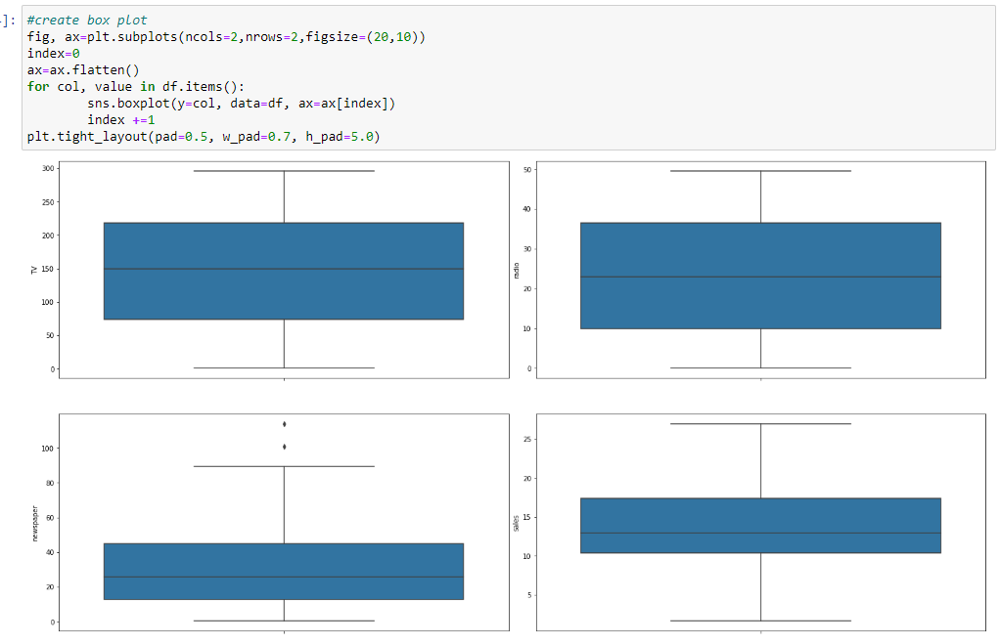 ]:
#create box plot
fig, ax=plt.subplots(ncols=2,nrows=2,figsize=(20,10))
index=0
ax=ax.flatten()
for col, value in df.items():
        sns.boxplot(y=col, data=df, ax=ax[index])
        index +=1
plt.tight_layout(pad=0.5, w_pad=0.7, h_pad=5.0)
300
250
200
150
100
50
0
TV
50
40
30
20
10
0
radio
100
80
60
40
20
0
newspaper
25
20
15
10
5
sales